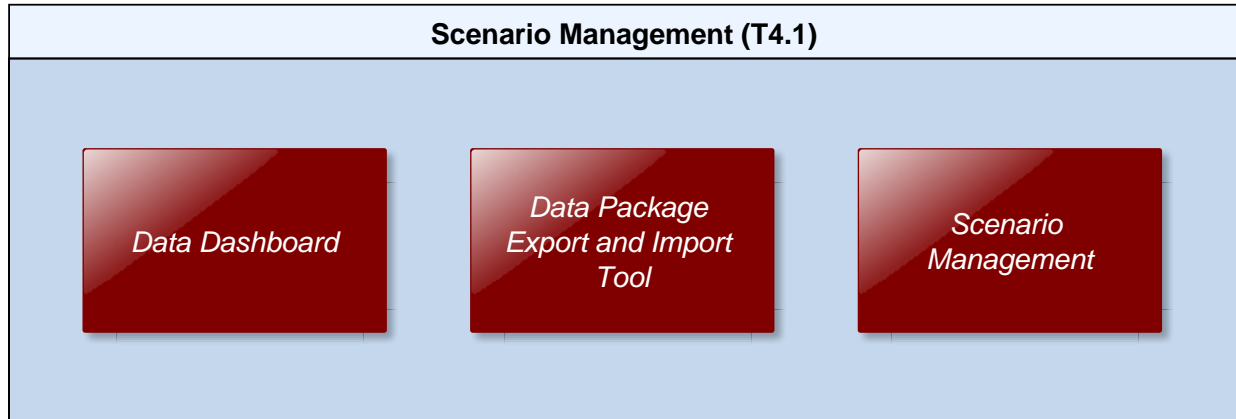 Scenario Management (T4.1)
Data Dashboard
Data Package
Export and Import
Tool
Scenario
Management